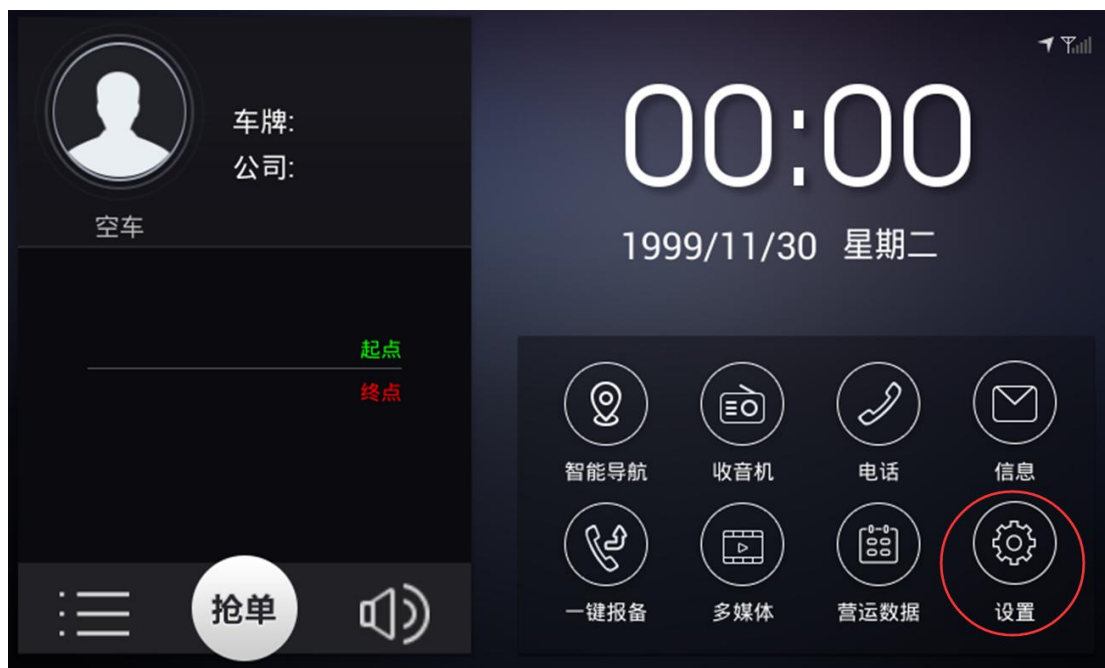 车牌:
公司:
空车
起点
终点
抢单
00:00
1999/11/30 星期二
智能导航 收音机 电话 信息
一键报备 多媒体 营运数据 设置